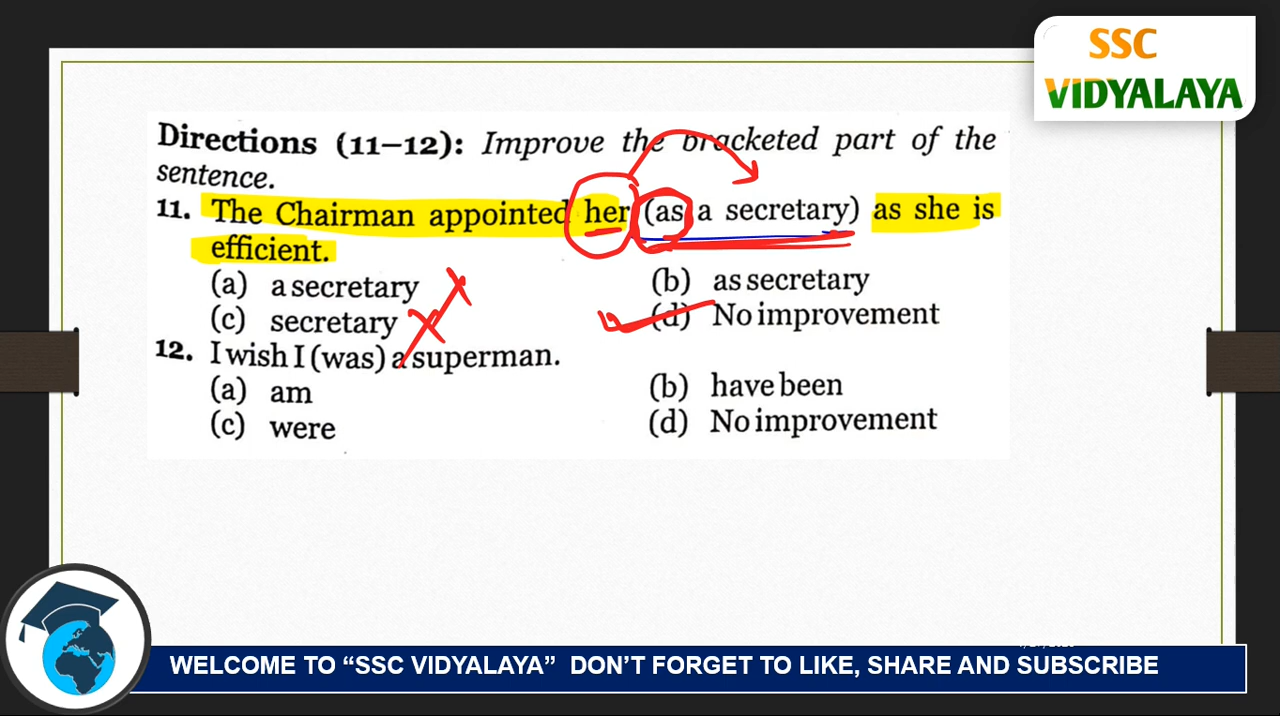 SSC
VIDYALAYA
Directions (11–12): Improve the bracketed part of the
sentence.
11. The Chairman appointed her (as a secretary) as she is
efficient.
(a) a secretary (b) as secretary
(c) secretary (d) No improvement
12. I wish I (was) a superman.
(a) am (b) have been
(c) were (d) No improvement
WELCOME TO “SSC VIDYALAYA” DON’T FORGET TO LIKE, SHARE AND SUBSCRIBE